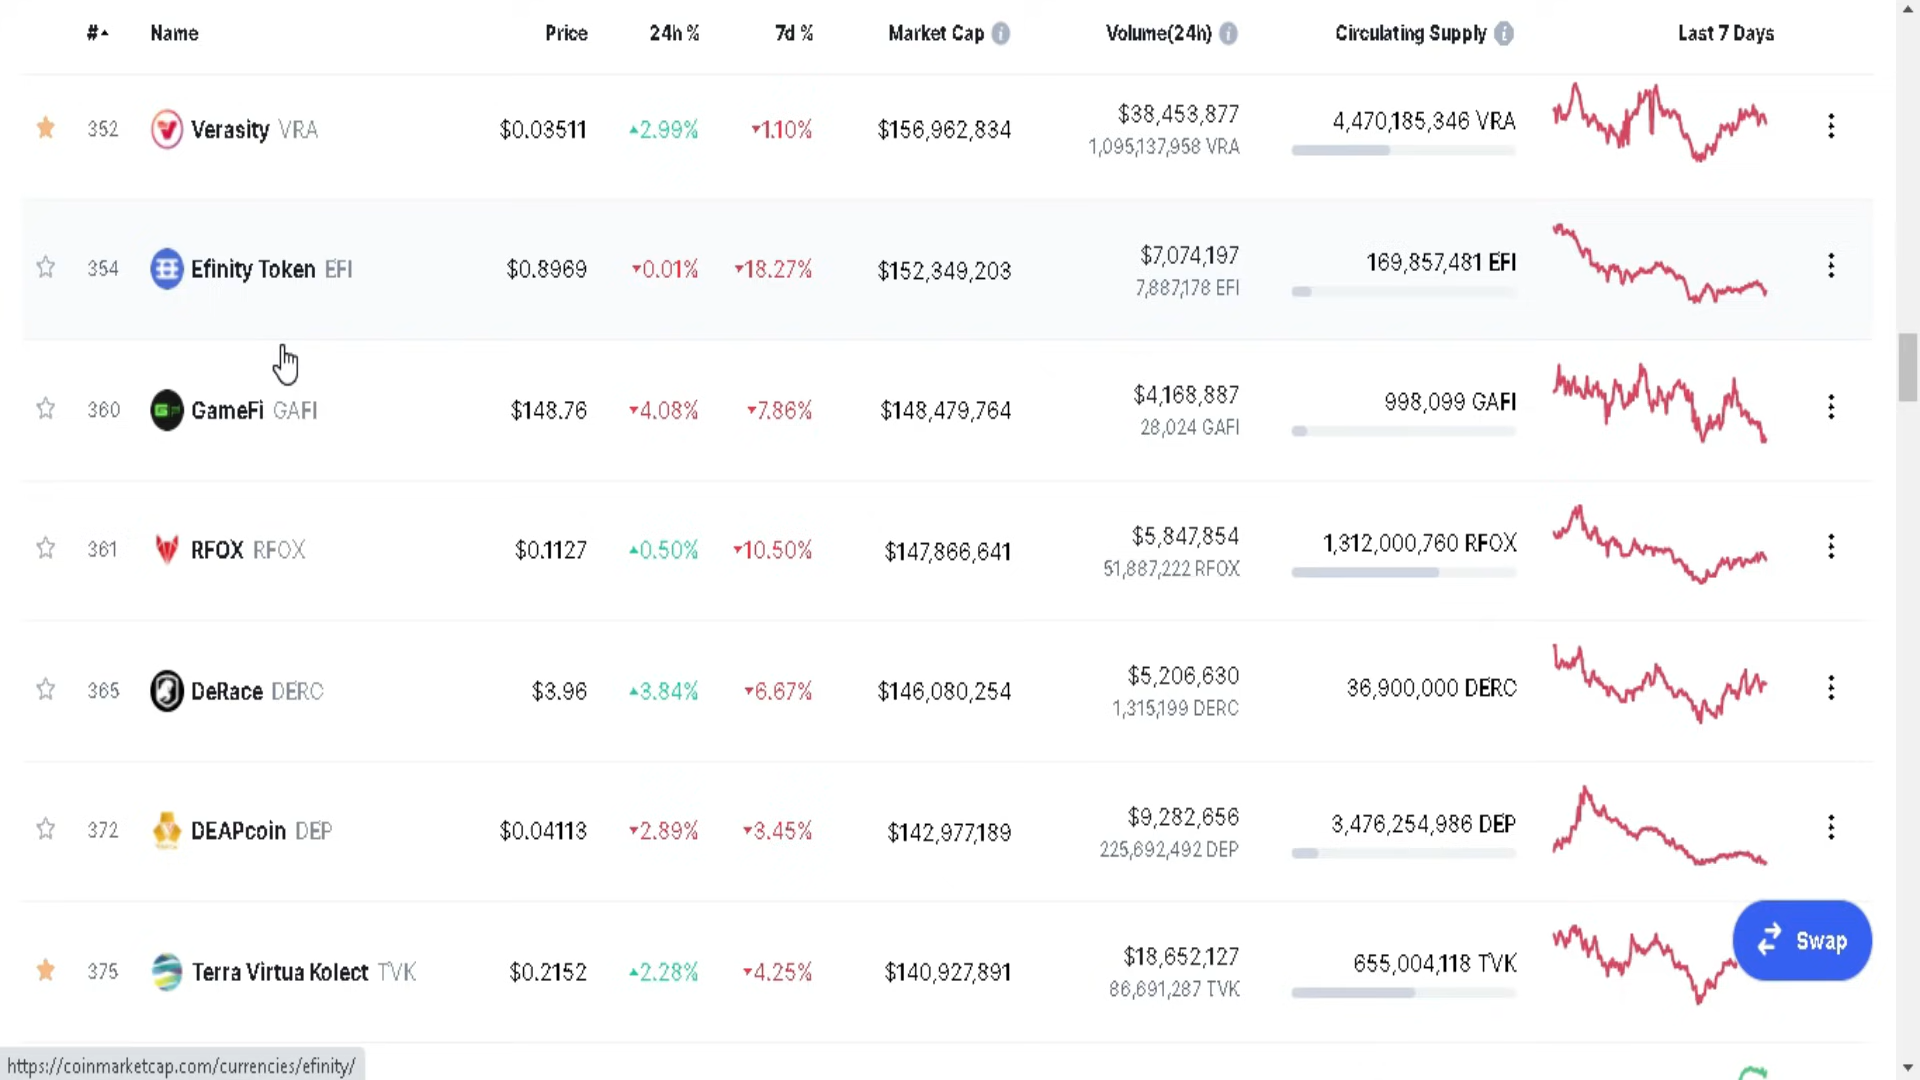 # Name Price 24h % 7d % Market Cap Volume(24h) Circulating Supply Last 7 Days
352 Verasity VRA $0.03511 2.99% 1.10% $156,962,834 $38,453,877 4,470,185,346 VRA
1,095,137,958 VRA
354 Efinity Token EFI $0.8969 0.01% 18.27% $152,349,203 $7,074,197 169,857,481 EFI
7,887,178 EFI
360 GameFi GAFI $148.76 4.08% 7.86% $148,479,764 $4,168,887 998,099 GAFI
28,024 GAFI
361 RFOX RFOX $0.1127 0.50% 10.50% $147,866,641 $5,847,854 1,312,000,760 RFOX
51,887,222 RFOX
365 DeRace DERC $3.96 3.84% 6.67% $146,080,254 $5,206,630 36,900,000 DERC
1,315,199 DERC
372 DEAPcoin DEP $0.04113 2.89% 3.45% $142,977,189 $9,282,656 3,476,254,986 DEP
225,692,492 DEP
375 Terra Virtua Kolect TVK $0.2152 2.28% 4.25% $140,927,891 $18,652,127 655,004,118 TVK
86,691,287 TVK
Swap
https://coinmarketcap.com/currencies/efinity/